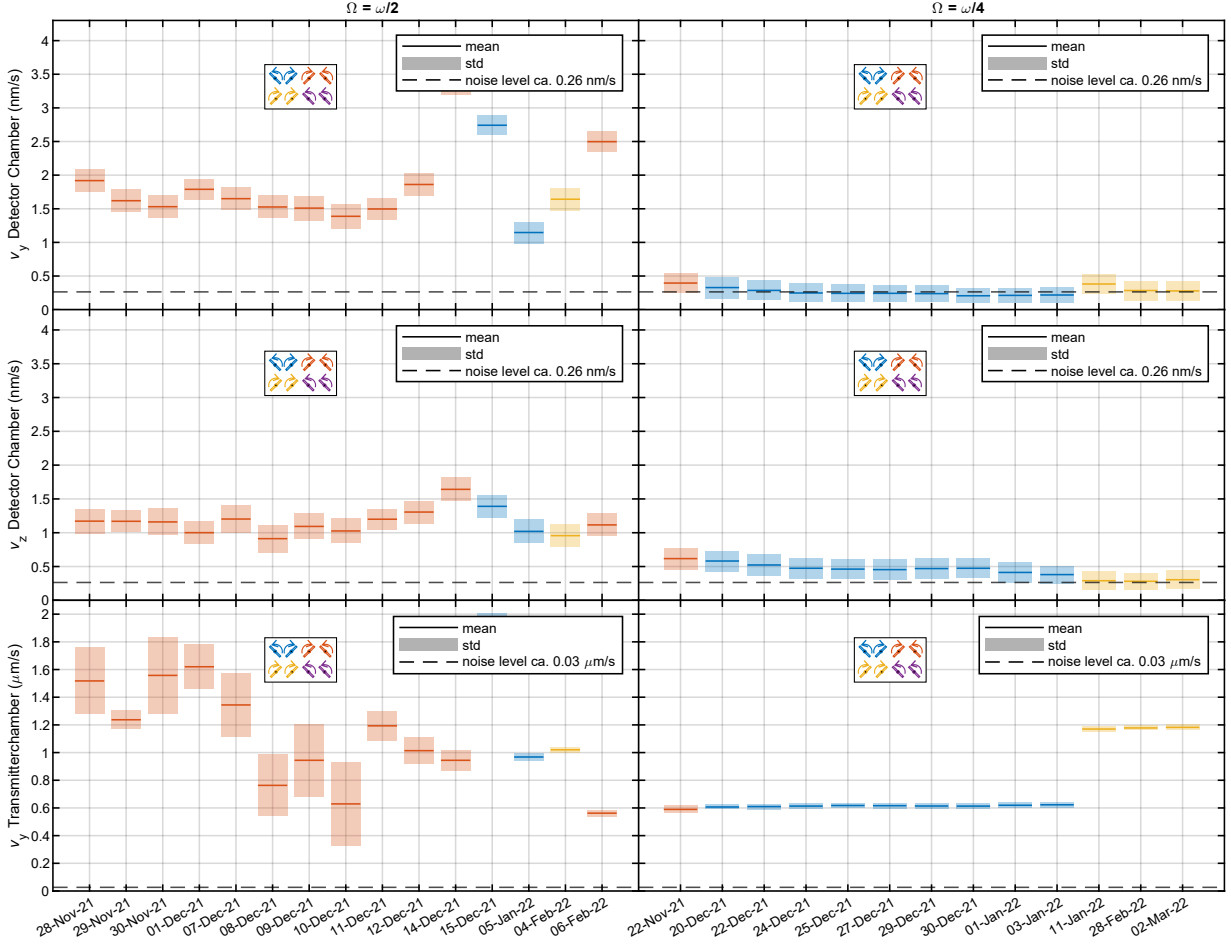 Ω = ω/2
Ω = ω/4
v_y Detector Chamber (nm/s)
4
3.5
3
2.5
2
1.5
1
0.5
0
mean
std
noise level ca. 0.26 nm/s
mean
std
noise level ca. 0.26 nm/s
v_z Detector Chamber (nm/s)
4
3.5
3
2.5
2
1.5
1
0.5
0
mean
std
noise level ca. 0.26 nm/s
mean
std
noise level ca. 0.26 nm/s
v_y Transmitterchamber (μm/s)
2
1.8
1.6
1.4
1.2
1
0.8
0.6
0.4
0.2
0
mean
std
noise level ca. 0.03 μm/s
mean
std
noise level ca. 0.03 μm/s
28-Nov-21
29-Nov-21
30-Nov-21
01-Dec-21
07-Dec-21
08-Dec-21
09-Dec-21
10-Dec-21
11-Dec-21
12-Dec-21
14-Dec-21
15-Dec-21
05-Jan-22
04-Feb-22
06-Feb-22
22-Nov-21
20-Dec-21
22-Dec-21
24-Dec-21
25-Dec-21
27-Dec-21
29-Dec-21
30-Dec-21
01-Jan-22
03-Jan-22
11-Jan-22
28-Feb-22
02-Mar-22